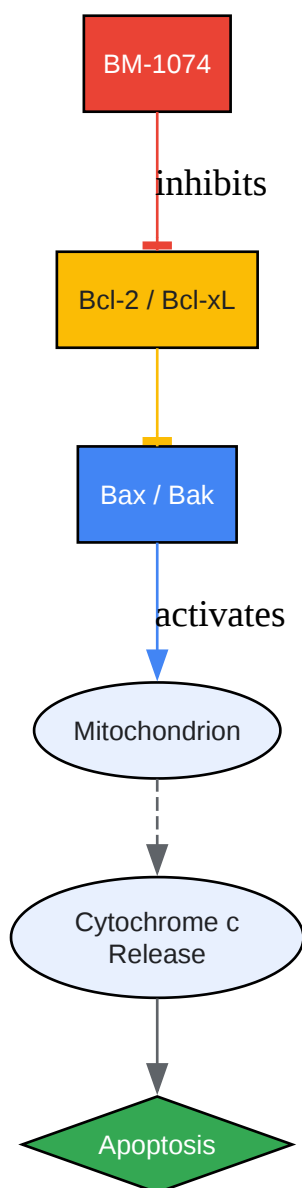 BM-1074
inhibits
Bcl-2 / Bcl-xL
Bax / Bak
activates
Mitochondrion
Cytochrome c
Release
Apoptosis